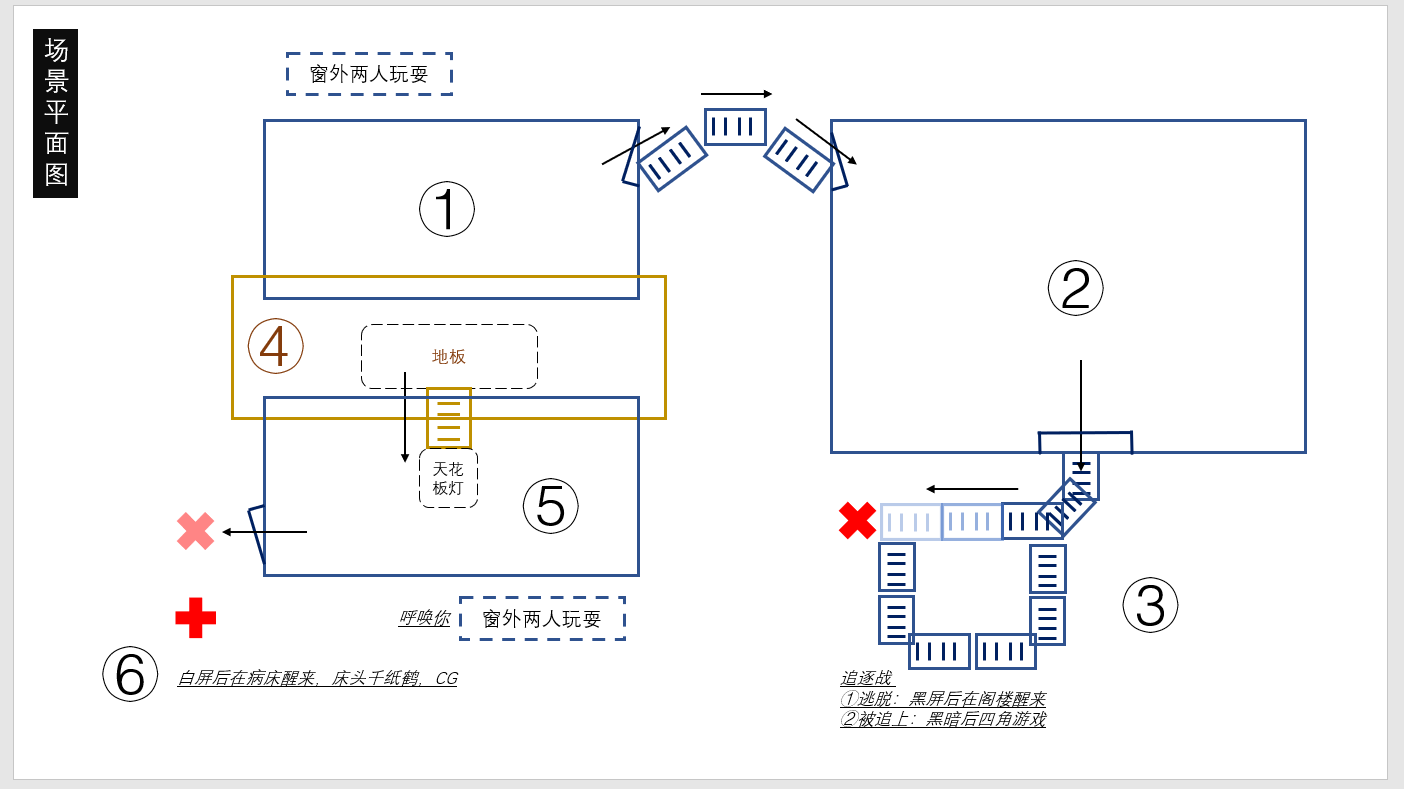 场景平面图
窗外两人玩耍
①
②
④
地板
天花
板灯
⑤
③
呼唤你
窗外两人玩耍
⑥
白屏后在病床醒来，床头千纸鹤，CG
追逐战
①逃脱：黑屏后在阁楼醒来
②被追上：黑暗后四角游戏